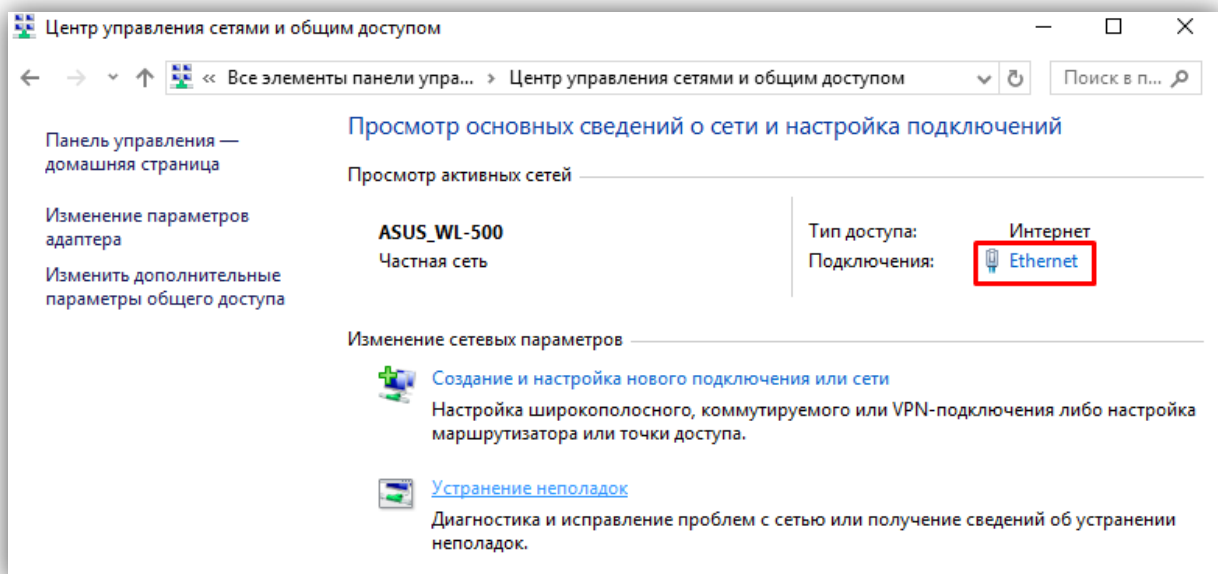 Центр управления сетями и общим доступом
« Все элементы панели упра... › Центр управления сетями и общим доступом
Поиск в п...
Панель управления —
домашняя страница
Изменение параметров
адаптера
Изменить дополнительные
параметры общего доступа
Просмотр основных сведений о сети и настройка подключений
Просмотр активных сетей
ASUS_WL-500
Частная сеть
Тип доступа: Интернет
Подключения: Ethernet
Изменение сетевых параметров
Создание и настройка нового подключения или сети
Настройка широкополосного, коммутируемого или VPN-подключения либо настройка
маршрутизатора или точки доступа.
Устранение неполадок
Диагностика и исправление проблем с сетью или получение сведений об устранении
неполадок.